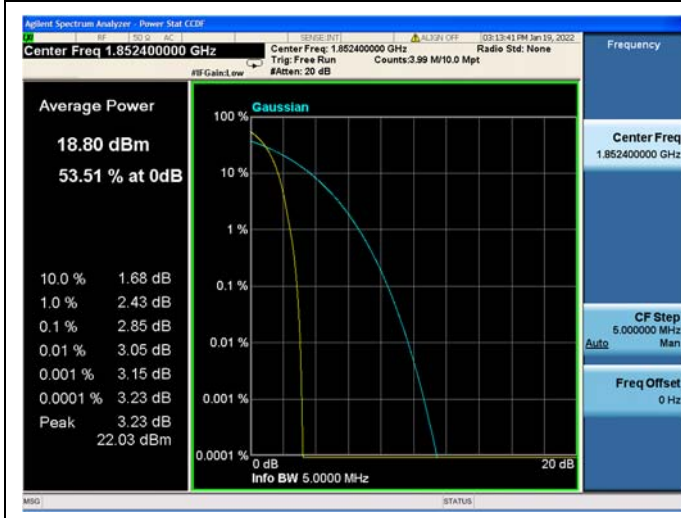 Agilent Spectrum Analyzer - Power Stat CCDF
RF 50 Ω AC SENSE:INT ALIGN OFF 03:13:41 PM Jan 19, 2022
Center Freq 1.852400000 GHz
Center Freq: 1.852400000 GHz Radio Std: None
Trig: Free Run Counts:3.99 M/10.0 Mpt
#IFGain:Low #Atten: 20 dB
Frequency
Average Power
18.80 dBm
53.51 % at 0dB
10.0 % 1.68 dB
1.0 % 2.43 dB
0.1 % 2.85 dB
0.01 % 3.05 dB
0.001 % 3.15 dB
0.0001 % 3.23 dB
Peak 3.23 dB
22.03 dBm
Gaussian
100 %
10 %
1 %
0.1 %
0.01 %
0.001 %
0.0001 %
0 dB 20 dB
Info BW 5.0000 MHz
Center Freq
1.852400000 GHz
CF Step
5.000000 MHz
Auto Man
Freq Offset
0 Hz
MSG STATUS